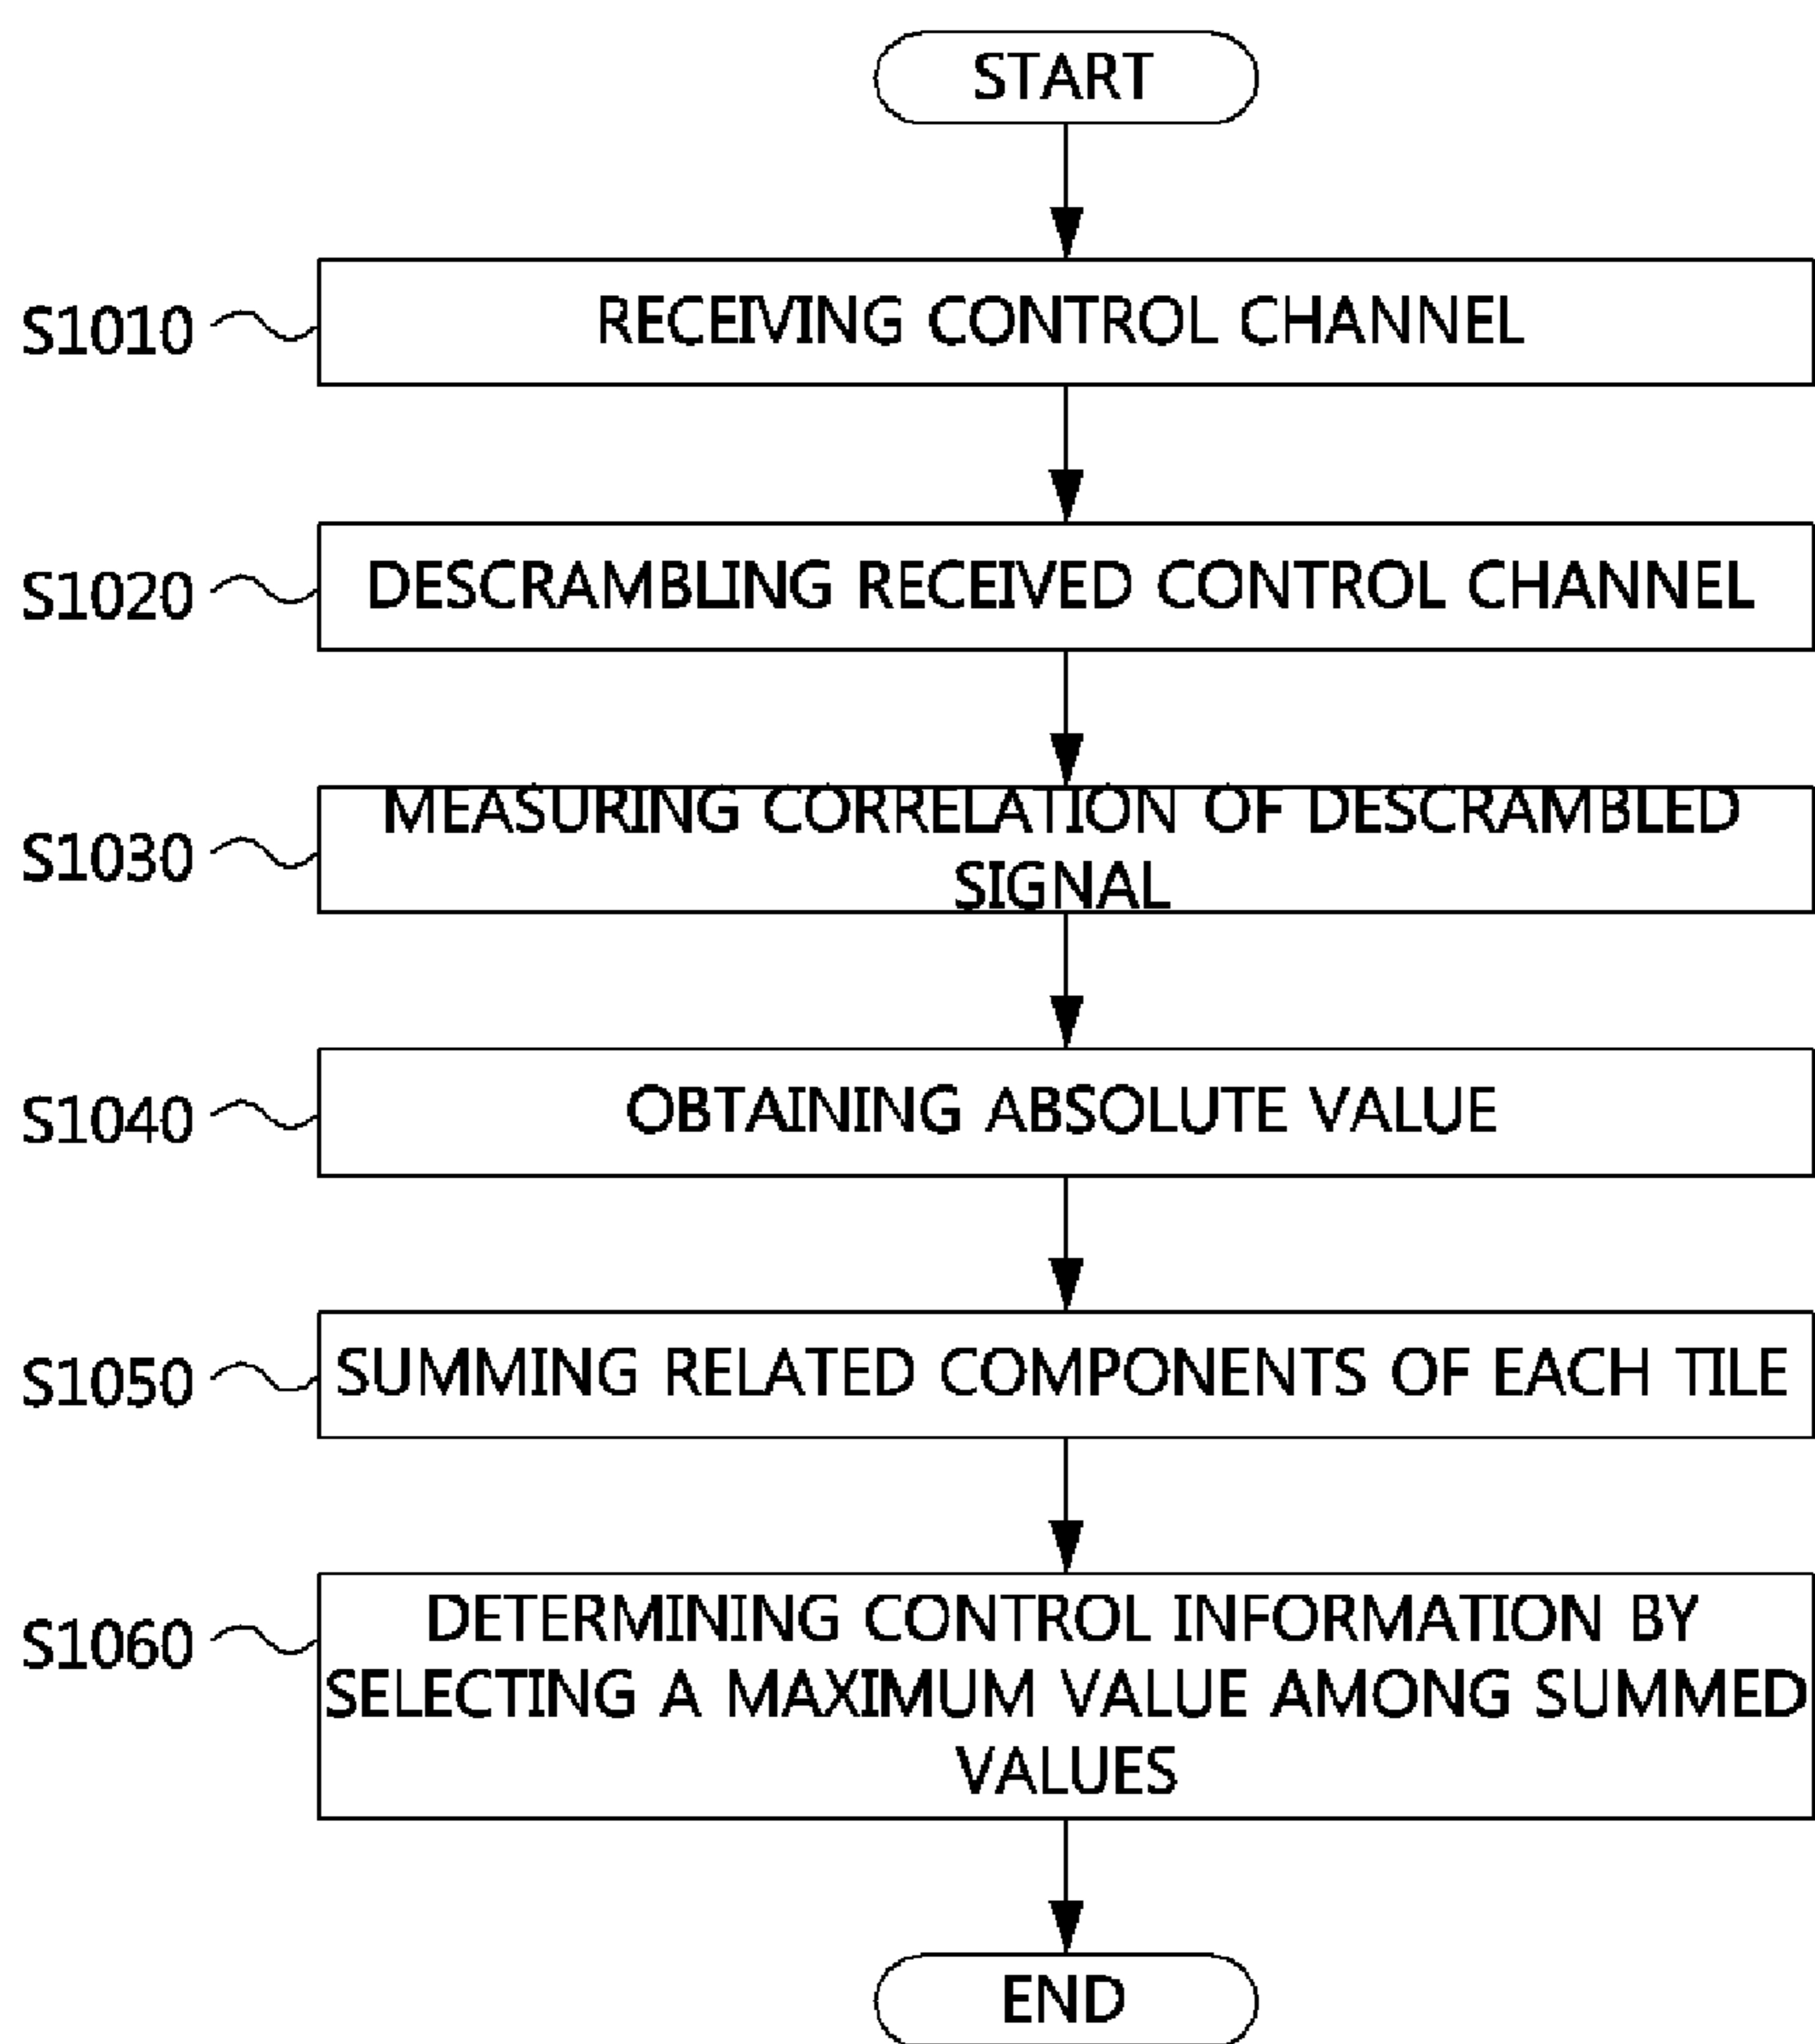 START
S1010
RECEIVING CONTROL CHANNEL
S1020
DESCRAMBLING RECEIVED CONTROL CHANNEL
S1030
MEASURING CORRELATION OF DESCRAMBLED
SIGNAL
S1040
OBTAINING ABSOLUTE VALUE
S1050
SUMMING RELATED COMPONENTS OF EACH TILE
S1060
DETERMINING CONTROL INFORMATION BY
SELECTING A MAXIMUM VALUE AMONG SUMMED
VALUES
END